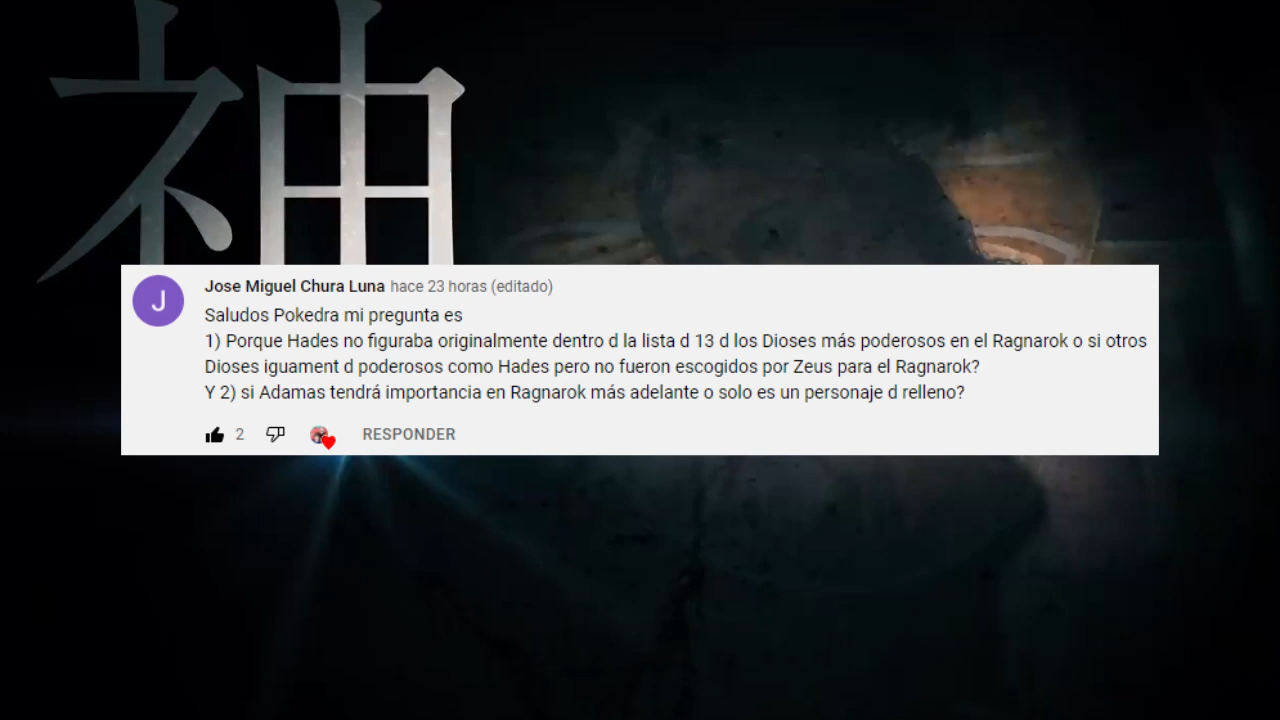 神
Jose Miguel Chura Luna hace 23 horas (editado)
J
Saludos Pokedra mi pregunta es
1) Porque Hades no figuraba originalmente dentro d la lista d 13 d los Dioses más poderosos en el Ragnarok o si otros
Dioses iguament d poderosos como Hades pero no fueron escogidos por Zeus para el Ragnarok?
Y 2) si Adamas tendrá importancia en Ragnarok más adelante o solo es un personaje d relleno?
2 RESPONDER